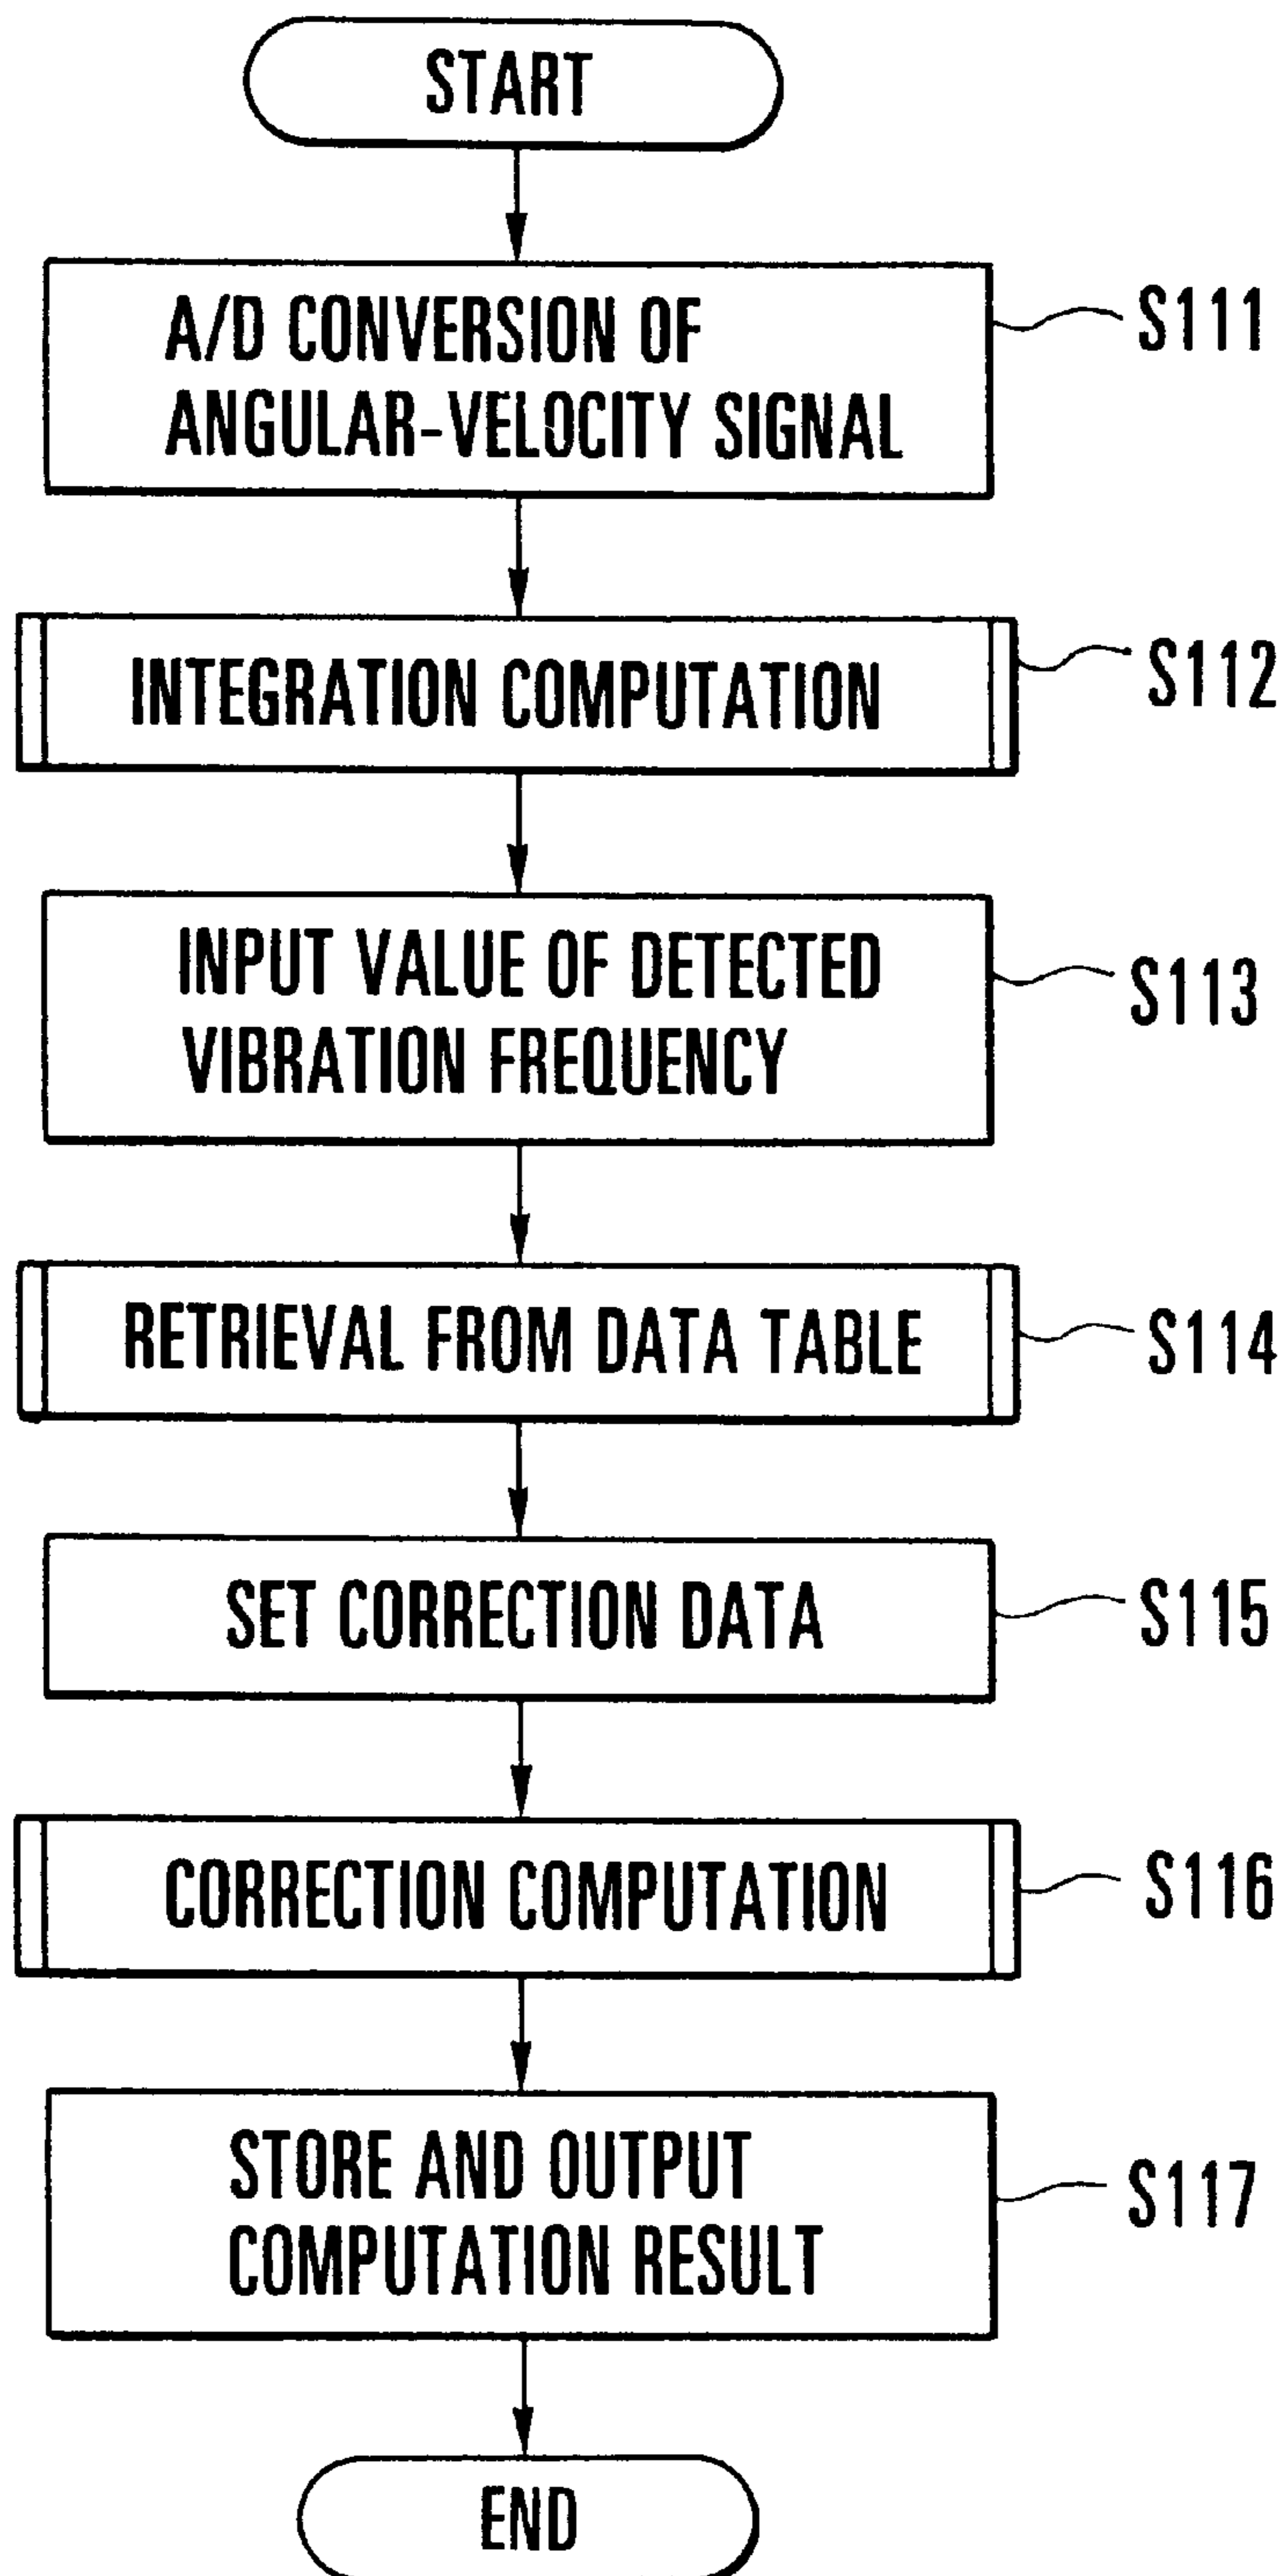 START
A/D CONVERSION OF
ANGULAR-VELOCITY SIGNAL
S111
INTEGRATION COMPUTATION
S112
INPUT VALUE OF DETECTED
VIBRATION FREQUENCY
S113
RETRIEVAL FROM DATA TABLE
S114
SET CORRECTION DATA
S115
CORRECTION COMPUTATION
S116
STORE AND OUTPUT
COMPUTATION RESULT
S117
END